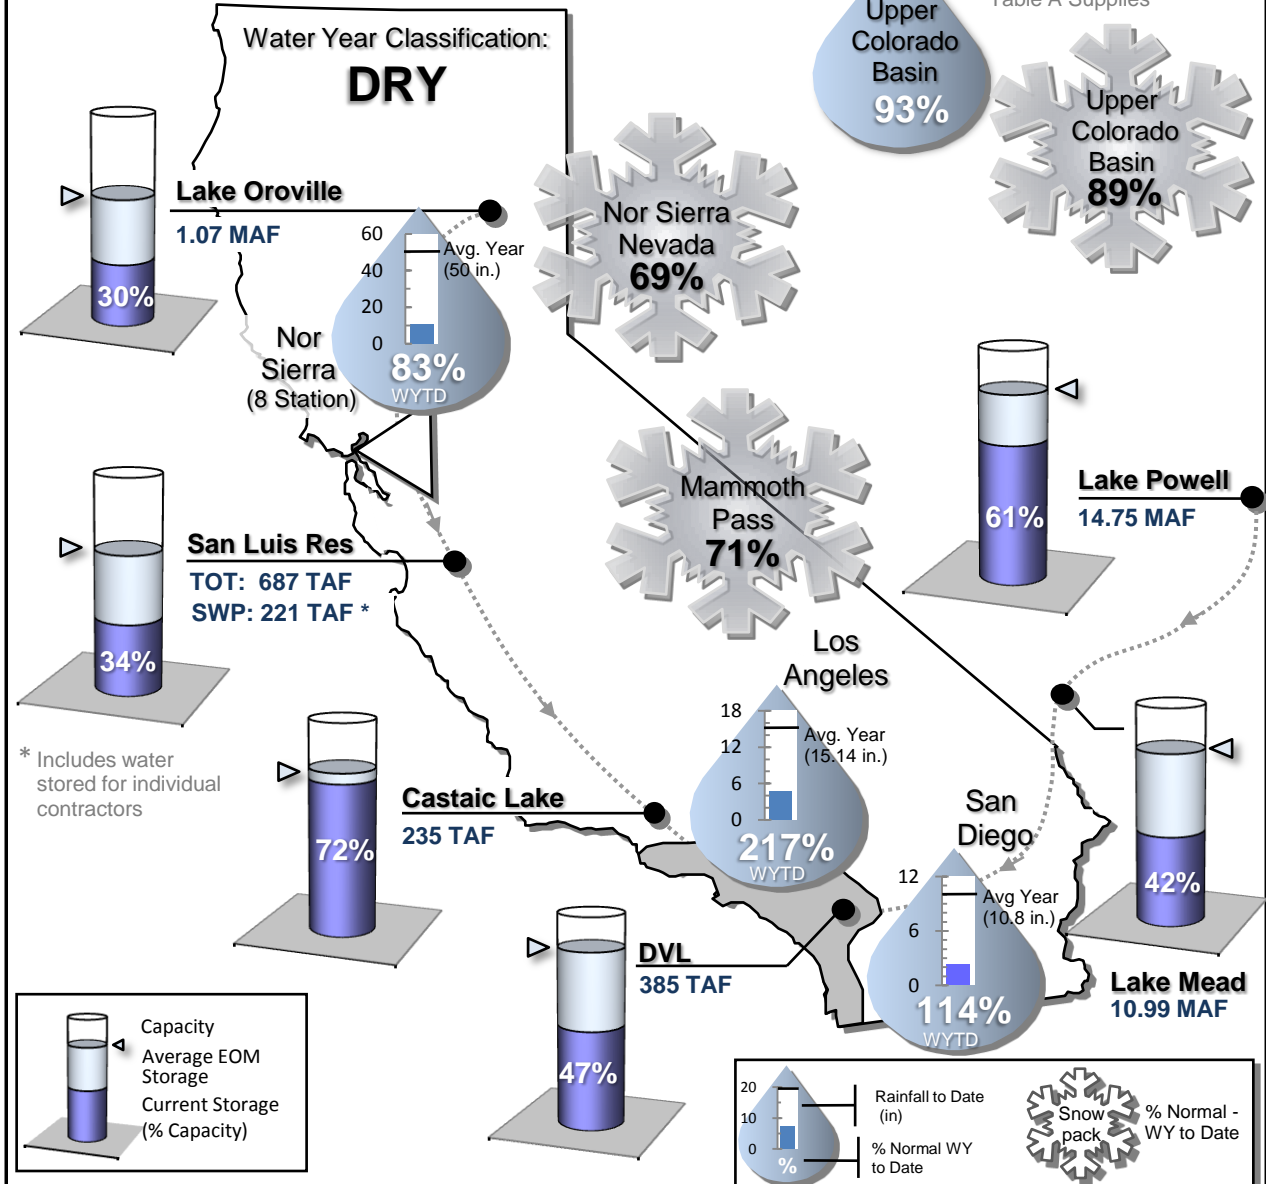 Table A Supplies
Water Year Classification:
DRY
Upper
Colorado
Basin
93%
Upper
Colorado
Basin
89%
Lake Oroville
1.07 MAF
30%
60
40
20
0
Avg. Year
(50 in.)
83%
WYTD
Nor
Sierra
(8 Station)
Nor Sierra
Nevada
69%
Mammoth
Pass
71%
Lake Powell
14.75 MAF
61%
San Luis Res
TOT: 687 TAF
SWP: 221 TAF *
34%
* Includes water
stored for individual
contractors
Los
Angeles
18
12
6
0
Avg. Year
(15.14 in.)
217%
WYTD
Castaic Lake
235 TAF
72%
San
Diego
12
6
0
Avg Year
(10.8 in.)
114%
WYTD
42%
Lake Mead
10.99 MAF
DVL
385 TAF
47%
Capacity
Average EOM
Storage
Current Storage
(% Capacity)
20
10
0
%
Rainfall to Date
(in)
% Normal WY
to Date
Snow
pack
% Normal -
WY to Date